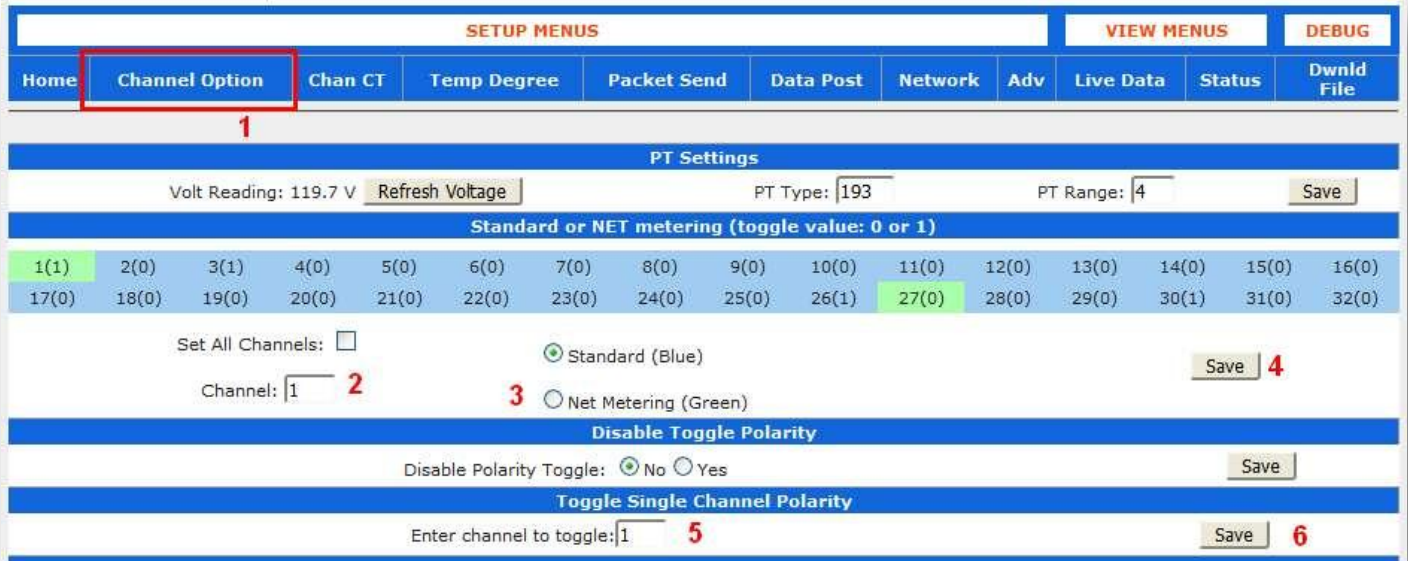 SETUP MENUS VIEW MENUS DEBUG
Home Channel Option Chan CT Temp Degree Packet Send Data Post Network Adv Live Data Status Dwnld File
1
PT Settings
Volt Reading: 119.7 V Refresh Voltage PT Type: 193 PT Range: 4 Save
Standard or NET metering (toggle value: 0 or 1)
1(1) 2(0) 3(1) 4(0) 5(0) 6(0) 7(0) 8(0) 9(0) 10(0) 11(0) 12(0) 13(0) 14(0) 15(0) 16(0)
17(0) 18(0) 19(0) 20(0) 21(0) 22(0) 23(0) 24(0) 25(0) 26(1) 27(0) 28(0) 29(0) 30(1) 31(0) 32(0)
Set All Channels: Standard (Blue) Save 4
Channel: 1 2 3 Net Metering (Green)
Disable Toggle Polarity
Disable Polarity Toggle: No Yes Save
Toggle Single Channel Polarity
Enter channel to toggle: 1 5 Save 6